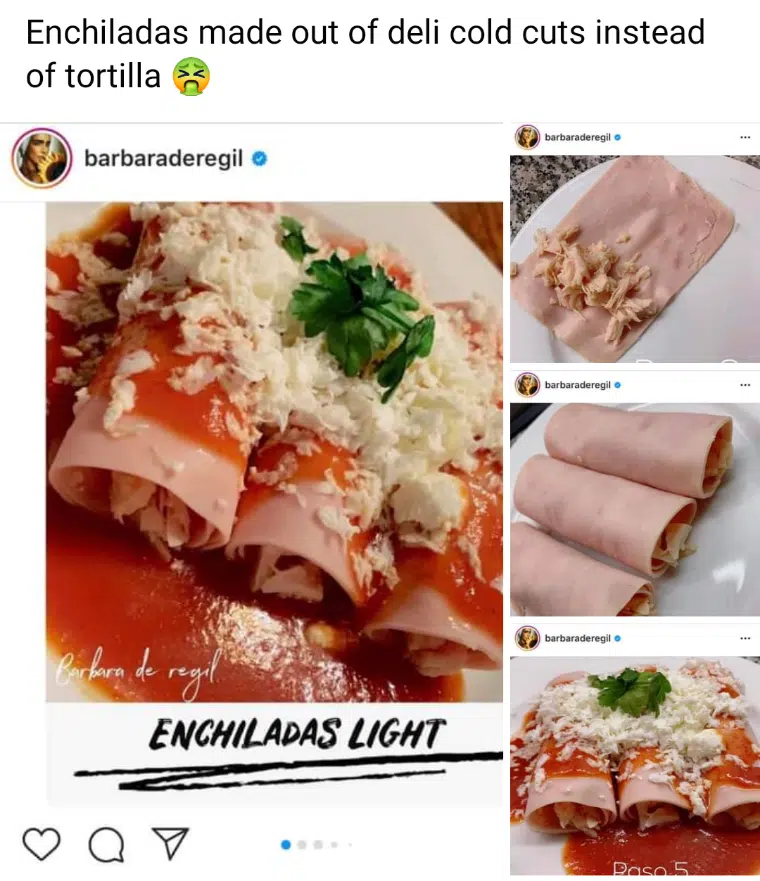 Enchiladas made out of deli cold cuts instead
of tortilla 🤮
barbaraderegil
Barbara de regil
ENCHILADAS LIGHT
barbaraderegil
barbaraderegil
barbaraderegil
Paso 5